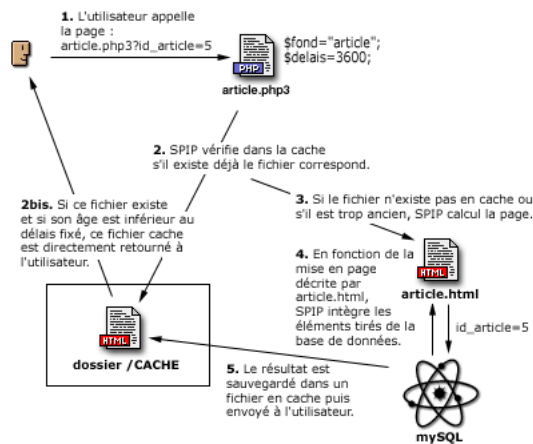 1. L'utilisateur appelle
la page :
article.php3?id_article=5
$fond="article";
$delais=3600;
PHP
article.php3
2. SPIP vérifie dans la cache
s'il existe déjà le fichier correspond.
2bis. Si ce fichier existe
et si son âge est inférieur au
délais fixé, ce fichier cache
est directement retourné à
l'utilisateur.
3. Si le fichier n'existe pas en cache ou
s'il est trop ancien, SPIP calcul la page.
4. En fonction de la
mise en page
décrite par
article.html,
SPIP intègre les
éléments tirés de la
base de données.
HTML
article.html
id_article=5
HTML
dossier /CACHE
5. Le résultat est
sauvegardé dans un
fichier en cache puis
envoyé à l'utilisateur.
mySQL